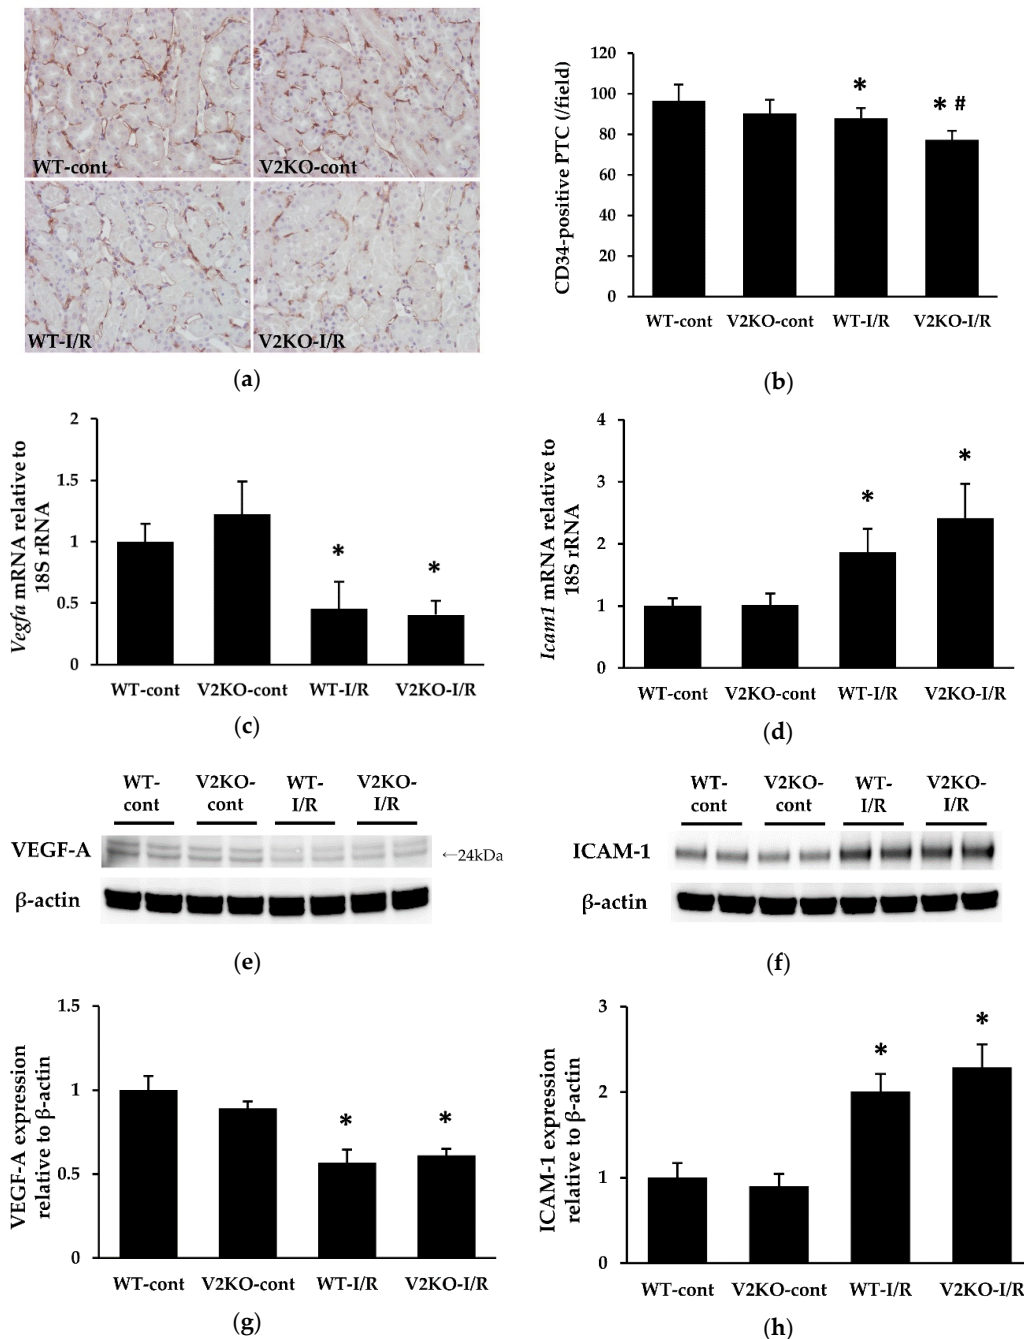 WT-cont
V2KO-cont
WT-I/R
V2KO-I/R
(a)
CD34-positive PTC (/field)
120
100
80
60
40
20
0
* 
* #
WT-cont V2KO-cont WT-I/R V2KO-I/R
(b)
Vegfa mRNA relative to
18S rRNA
2
1.5
1
0.5
0
*
*
WT-cont V2KO-cont WT-I/R V2KO-I/R
(c)
Icam1 mRNA relative to
18S rRNA
4
3
2
1
0
*
*
WT-cont V2KO-cont WT-I/R V2KO-I/R
(d)
WT- V2KO- WT- V2KO-
cont cont I/R I/R
VEGF-A
←24kDa
β-actin
(e)
WT- V2KO- WT- V2KO-
cont cont I/R I/R
ICAM-1
β-actin
(f)
VEGF-A expression
relative to β-actin
1.5
1
0.5
0
*
*
WT-cont V2KO-cont WT-I/R V2KO-I/R
(g)
ICAM-1 expression
relative to β-actin
3
2
1
0
*
*
WT-cont V2KO-cont WT-I/R V2KO-I/R
(h)